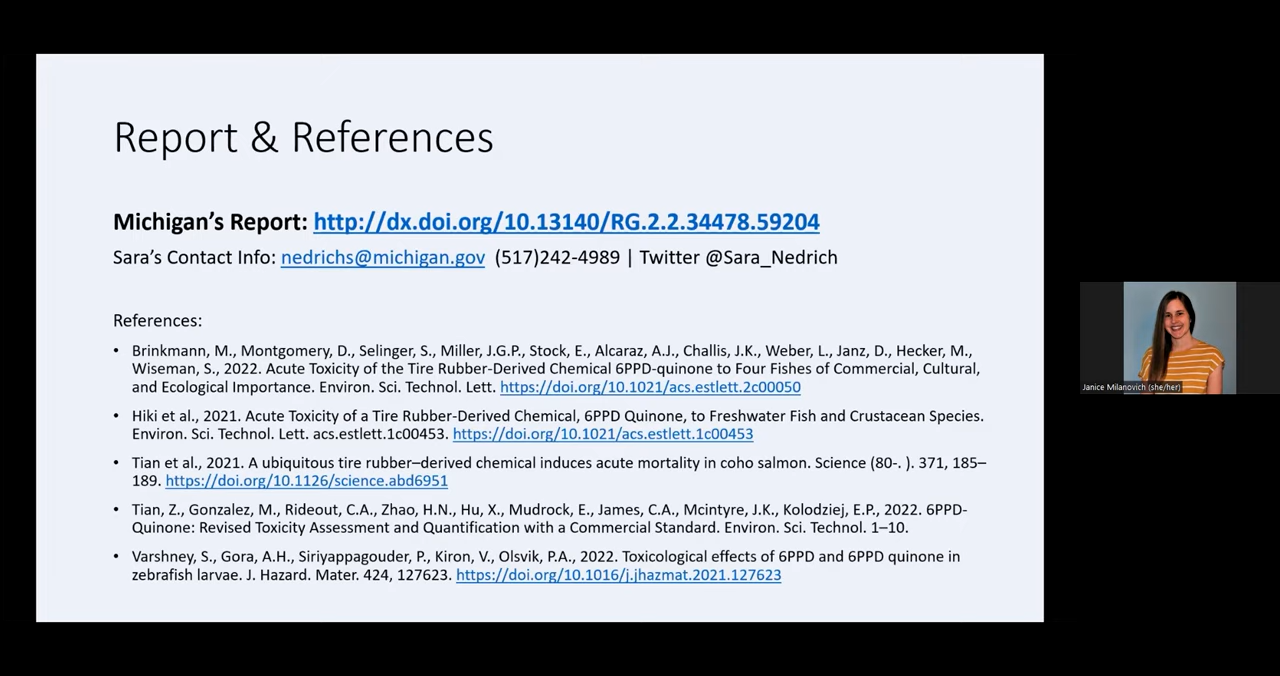 Report & References
Michigan’s Report: http://dx.doi.org/10.13140/RG.2.2.34478.59204
Sara’s Contact Info: nedrichs@michigan.gov (517)242-4989 | Twitter @Sara_Nedrich
References:
• Brinkmann, M., Montgomery, D., Selinger, S., Miller, J.G.P., Stock, E., Alcaraz, A.J., Challis, J.K., Weber, L., Janz, D., Hecker, M.,
Wiseman, S., 2022. Acute Toxicity of the Tire Rubber-Derived Chemical 6PPD-quinone to Four Fishes of Commercial, Cultural,
and Ecological Importance. Environ. Sci. Technol. Lett. https://doi.org/10.1021/acs.estlett.2c00050
• Hiki et al., 2021. Acute Toxicity of a Tire Rubber-Derived Chemical, 6PPD Quinone, to Freshwater Fish and Crustacean Species.
Environ. Sci. Technol. Lett. acs.estlett.1c00453. https://doi.org/10.1021/acs.estlett.1c00453
• Tian et al., 2021. A ubiquitous tire rubber–derived chemical induces acute mortality in coho salmon. Science (80-. ). 371, 185–
189. https://doi.org/10.1126/science.abd6951
• Tian, Z., Gonzalez, M., Rideout, C.A., Zhao, H.N., Hu, X., Mudrock, E., James, C.A., Mcintyre, J.K., Kolodziej, E.P., 2022. 6PPD-
Quinone: Revised Toxicity Assessment and Quantification with a Commercial Standard. Environ. Sci. Technol. 1–10.
• Varshney, S., Gora, A.H., Siriyappagouder, P., Kiron, V., Olsvik, P.A., 2022. Toxicological effects of 6PPD and 6PPD quinone in
zebrafish larvae. J. Hazard. Mater. 424, 127623. https://doi.org/10.1016/j.jhazmat.2021.127623
Janice Milanovich (she/her)